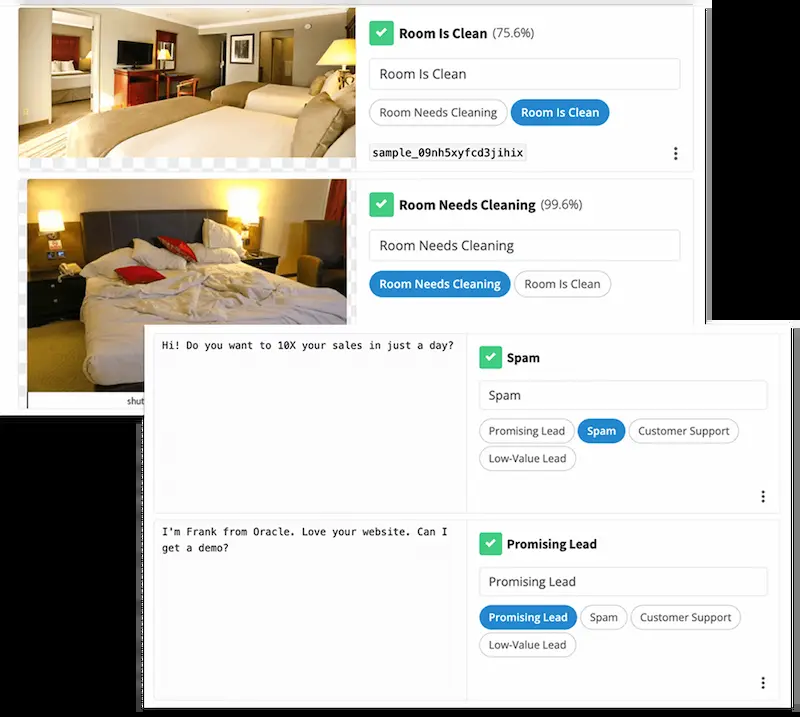 Room Is Clean (75.6%)
Room Is Clean
Room Needs Cleaning Room Is Clean
sample_09nh5xyfcd3jihix
Room Needs Cleaning (99.6%)
Room Needs Cleaning
Room Needs Cleaning Room Is Clean
shut
Hi! Do you want to 10X your sales in just a day?
Spam
Spam
Promising Lead Spam Customer Support
Low-Value Lead
I'm Frank from Oracle. Love your website. Can I
get a demo?
Promising Lead
Promising Lead
Promising Lead Spam Customer Support
Low-Value Lead